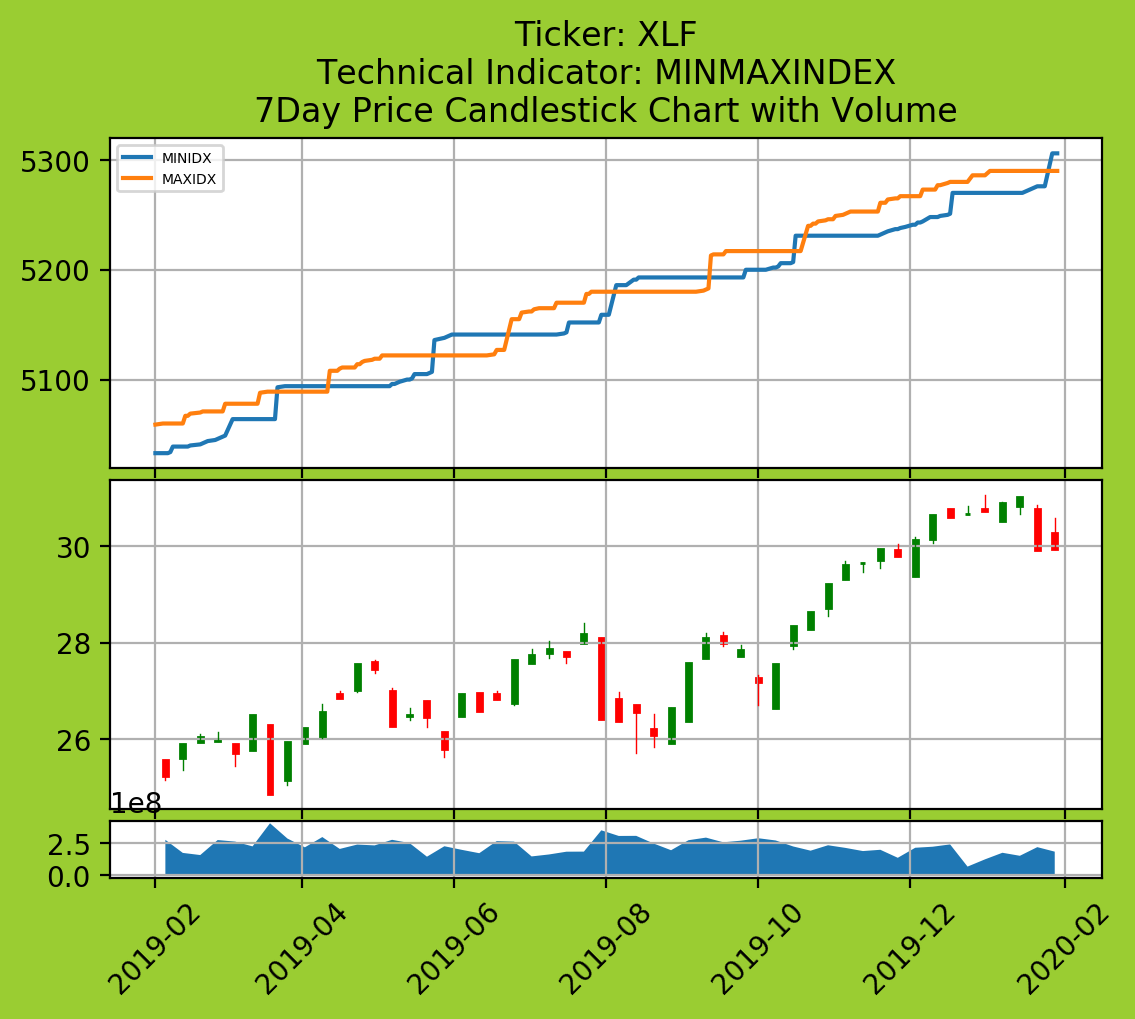 Ticker: XLF
Technical Indicator: MINMAXINDEX
7Day Price Candlestick Chart with Volume
MINIDX
MAXIDX
5300
5200
5100
30
28
26
1e8
2.5
0.0
2019-02
2019-04
2019-06
2019-08
2019-10
2019-12
2020-02